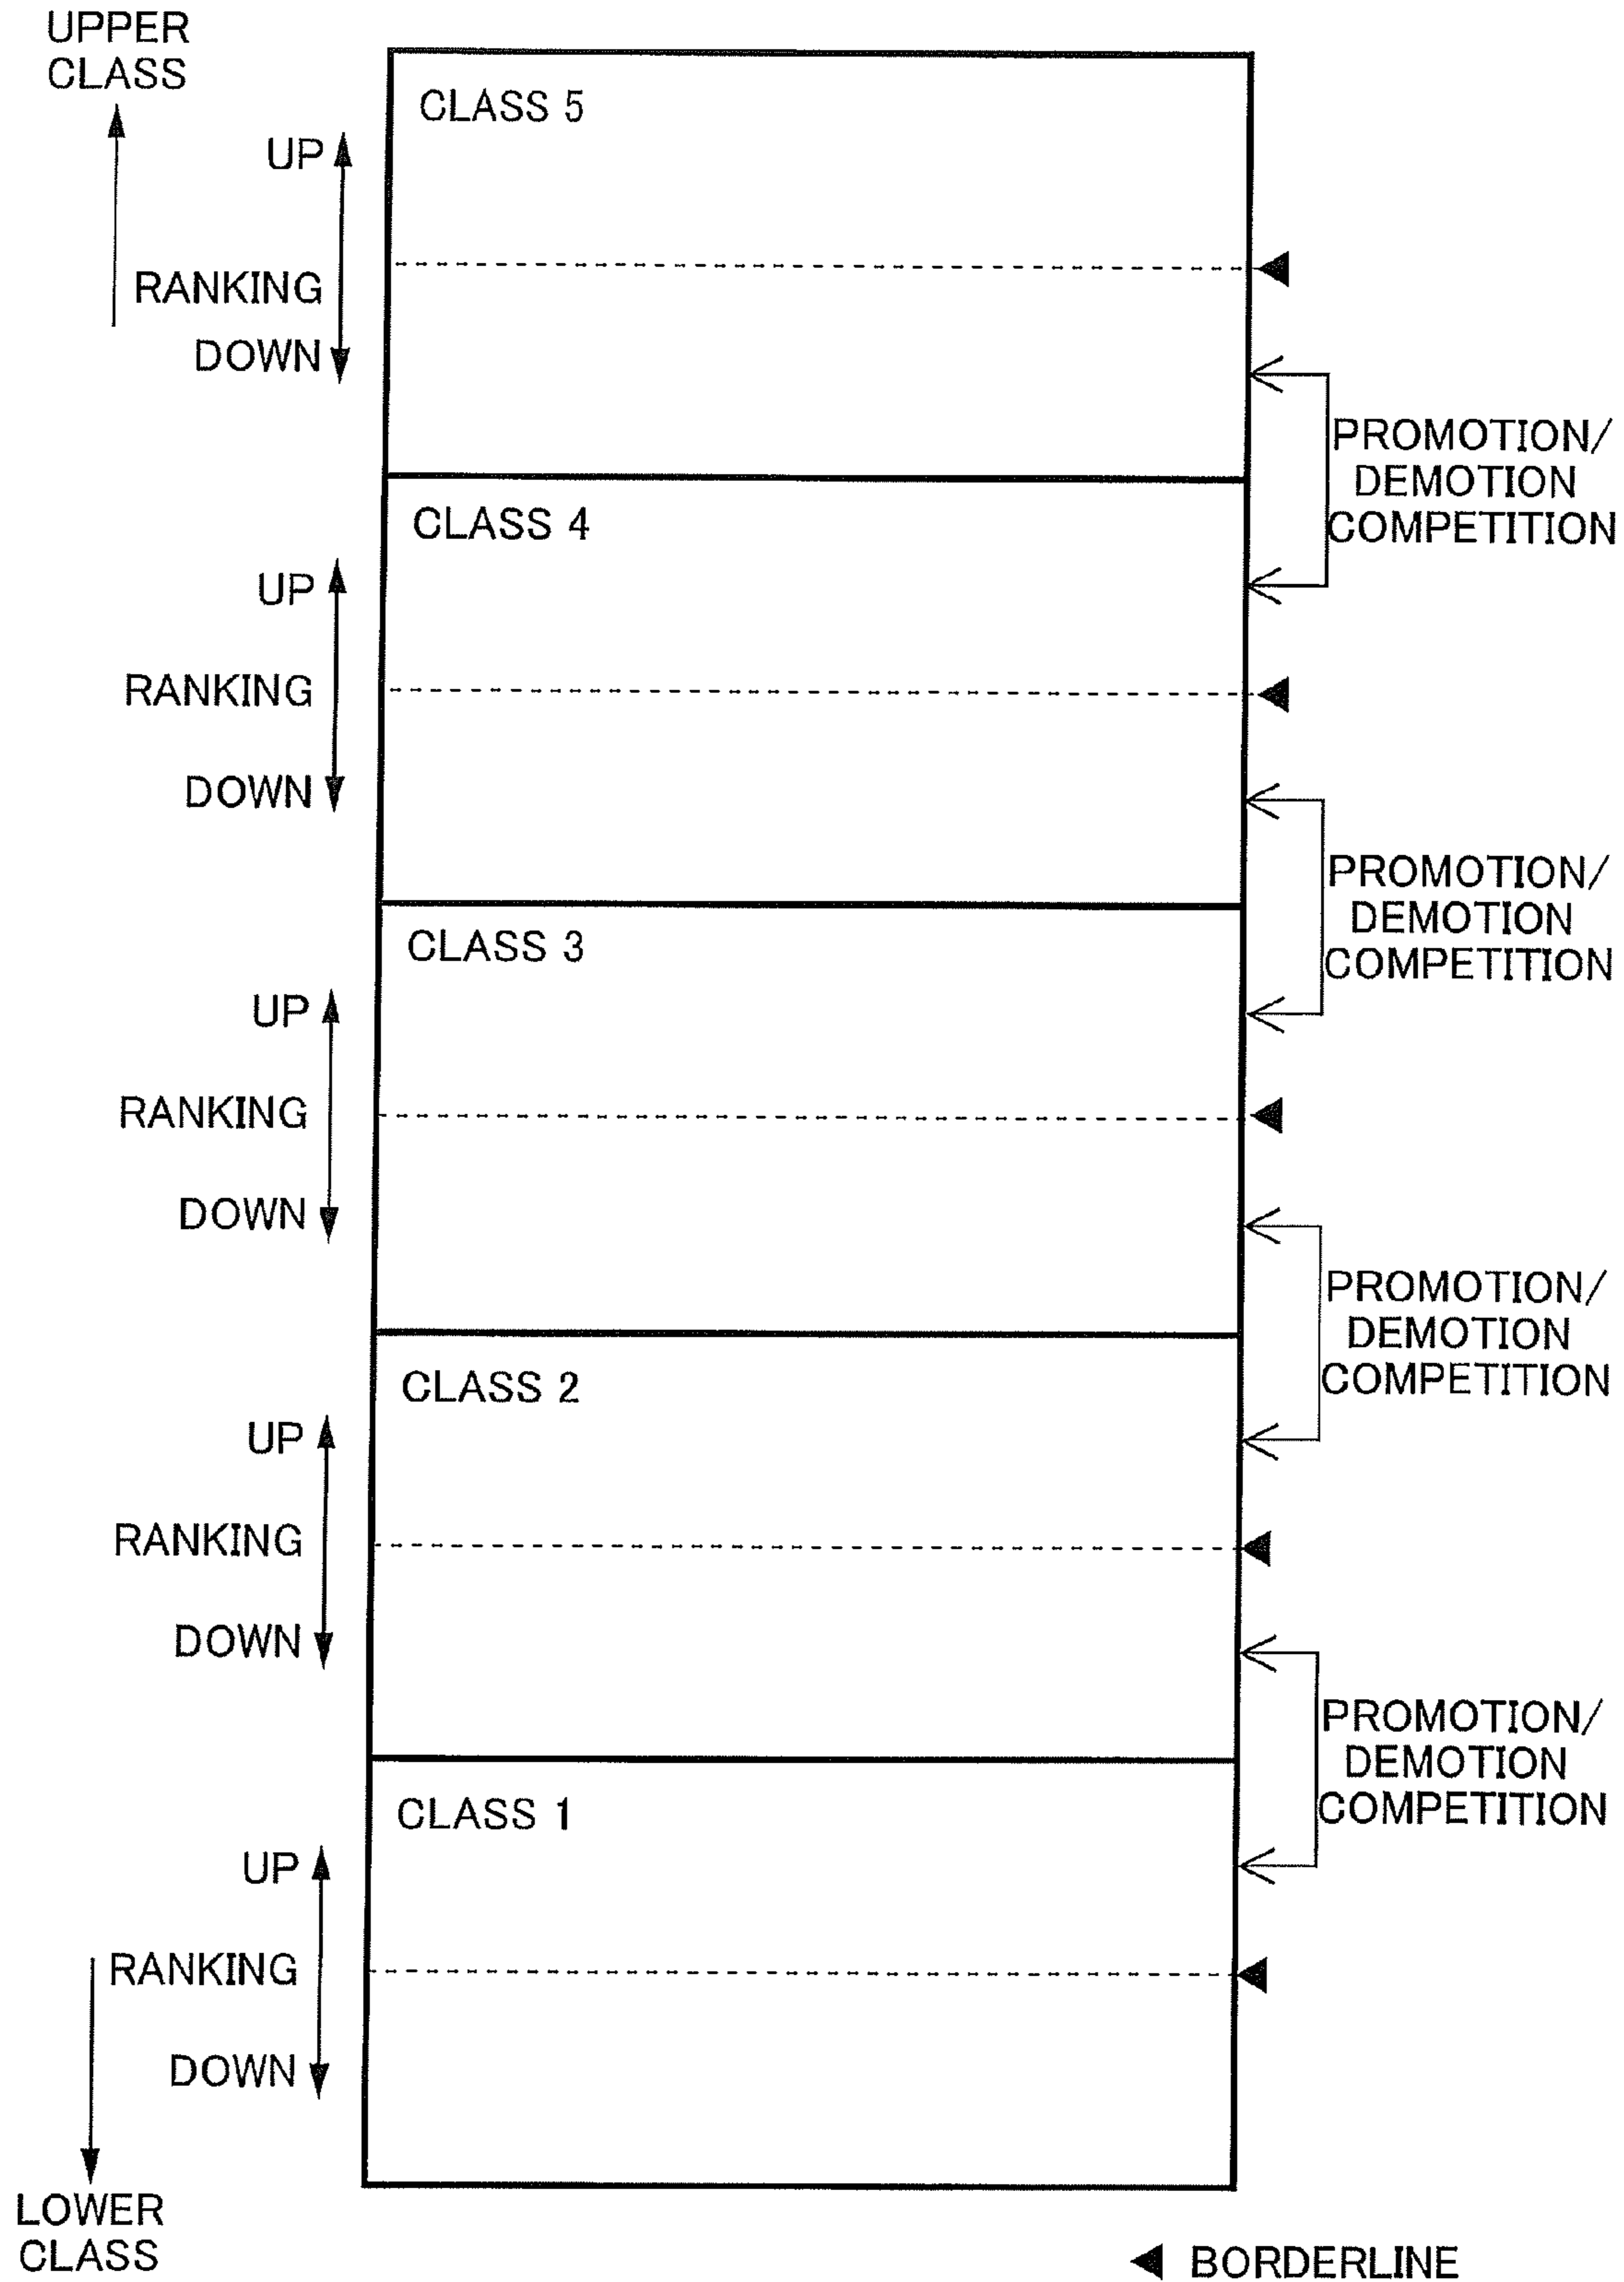 UPPER
CLASS
CLASS 5
UP
RANKING
DOWN
PROMOTION/
DEMOTION
COMPETITION
CLASS 4
UP
RANKING
DOWN
PROMOTION/
DEMOTION
COMPETITION
CLASS 3
UP
RANKING
DOWN
PROMOTION/
DEMOTION
COMPETITION
CLASS 2
UP
RANKING
DOWN
PROMOTION/
DEMOTION
COMPETITION
CLASS 1
UP
RANKING
DOWN
LOWER
CLASS
BORDERLINE